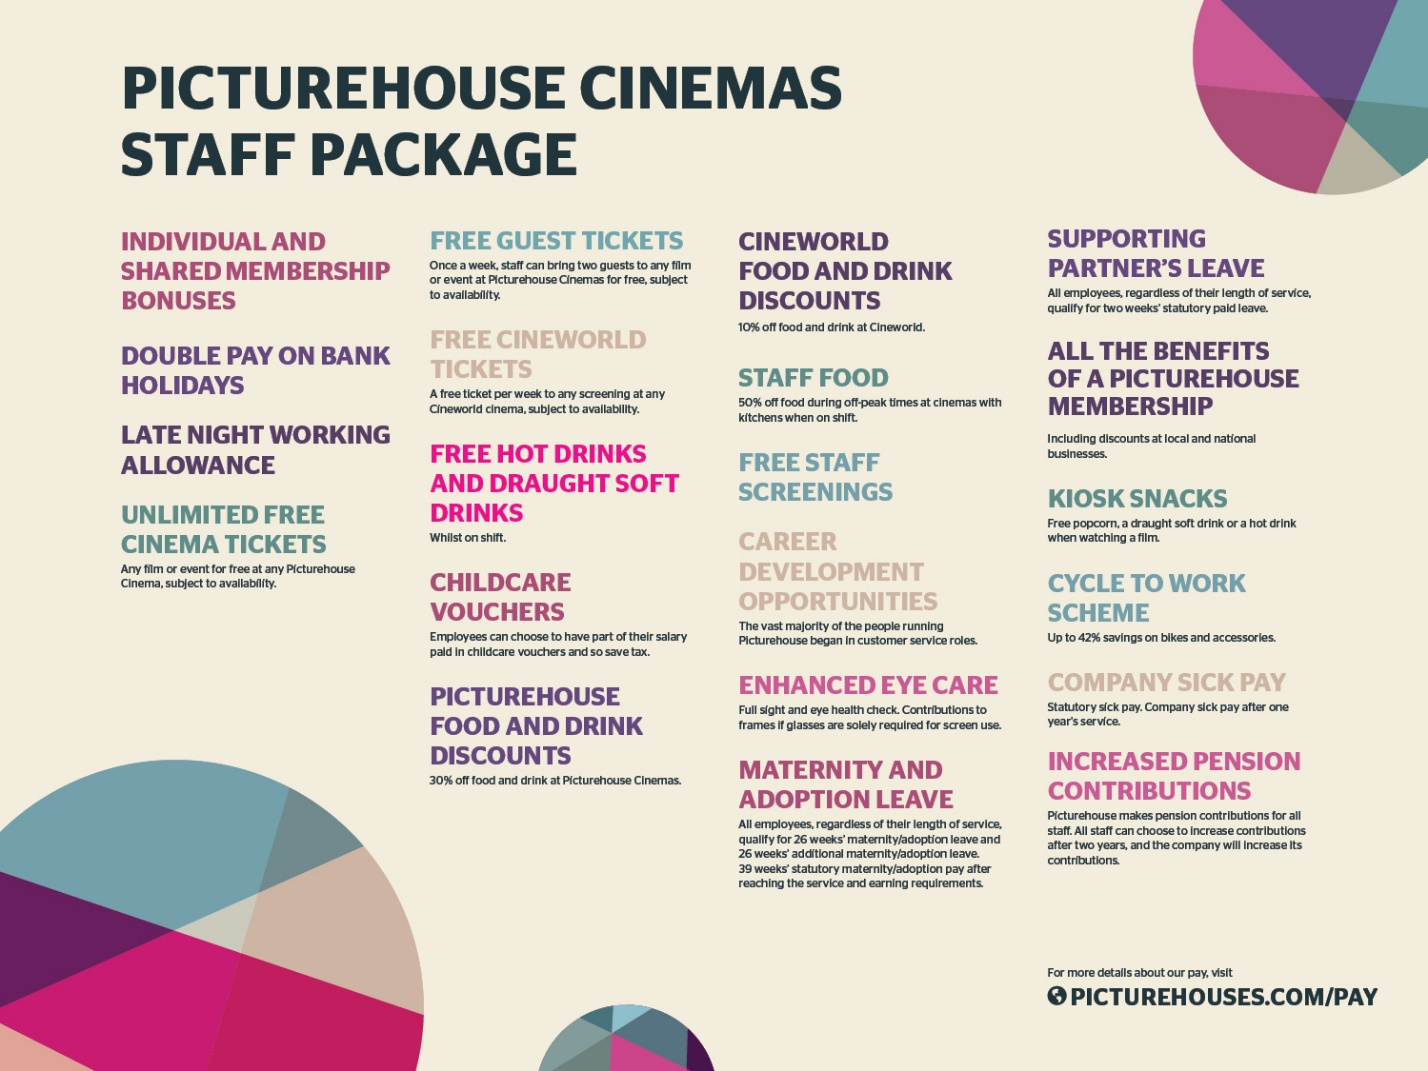 PICTUREHOUSE CINEMAS
STAFF PACKAGE
INDIVIDUAL AND
SHARED MEMBERSHIP
BONUSES
DOUBLE PAY ON BANK
HOLIDAYS
LATE NIGHT WORKING
ALLOWANCE
UNLIMITED FREE
CINEMA TICKETS
Any film or event for free at any Picturehouse
Cinema, subject to availability.
FREE GUEST TICKETS
Once a week, staff can bring two guests to any film
or event at Picturehouse Cinemas for free, subject
to availability.
FREE CINEWORLD
TICKETS
A free ticket per week to any screening at any
Cineworld cinema, subject to availability.
FREE HOT DRINKS
AND DRAUGHT SOFT
DRINKS
Whilst on shift.
CHILDCARE
VOUCHERS
Employees can choose to have part of their salary
paid in childcare vouchers and so save tax.
PICTUREHOUSE
FOOD AND DRINK
DISCOUNTS
30% off food and drink at Picturehouse Cinemas.
CINEWORLD
FOOD AND DRINK
DISCOUNTS
10% off food and drink at Cineworld.
STAFF FOOD
50% off food during off-peak times at cinemas with
kitchens when on shift.
FREE STAFF
SCREENINGS
CAREER
DEVELOPMENT
OPPORTUNITIES
The vast majority of the people running
Picturehouse began in customer service roles.
ENHANCED EYE CARE
Full sight and eye health check. Contributions to
frames if glasses are solely required for screen use.
MATERNITY AND
ADOPTION LEAVE
All employees, regardless of their length of service,
qualify for 26 weeks' maternity/adoption leave and
26 weeks' additional maternity/adoption leave.
39 weeks' statutory maternity/adoption pay after
reaching the service and earning requirements.
SUPPORTING
PARTNER'S LEAVE
All employees, regardless of their length of service,
qualify for two weeks' statutory paid leave.
ALL THE BENEFITS
OF A PICTUREHOUSE
MEMBERSHIP
Including discounts at local and national
businesses.
KIOSK SNACKS
Free popcorn, a draught soft drink or a hot drink
when watching a film.
CYCLE TO WORK
SCHEME
Up to 42% savings on bikes and accessories.
COMPANY SICK PAY
Statutory sick pay. Company sick pay after one
year's service.
INCREASED PENSION
CONTRIBUTIONS
Picturehouse makes pension contributions for all
staff. All staff can choose to increase contributions
after two years, and the company will increase its
contributions.
For more details about our pay, visit
PICTUREHOUSES.COM/PAY